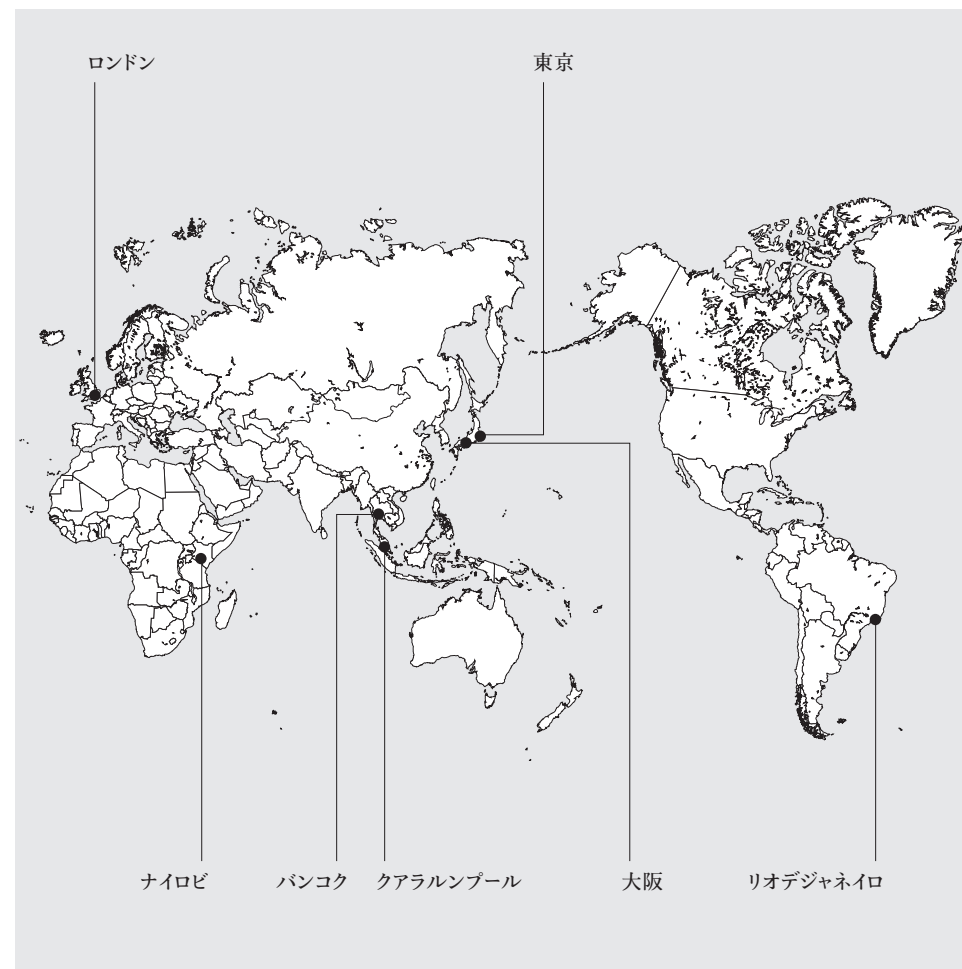 ロンドン
東京
ナイロビ
バンコク
クアラルンプール
大阪
リオデジャネイロ